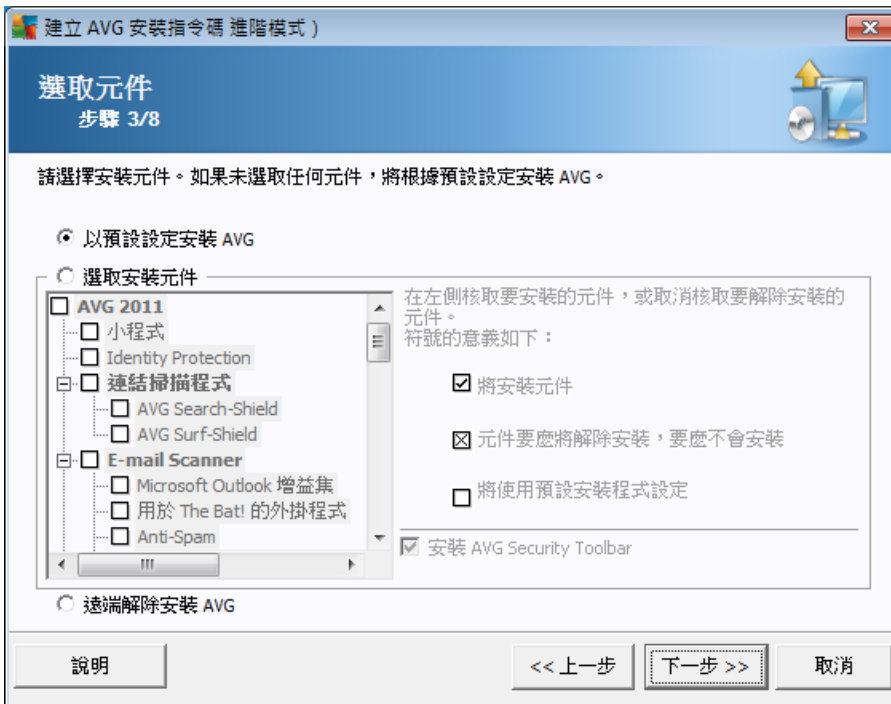 建立 AVG 安裝指令碼 進階模式 )
選取元件
步驟 3/8
請選擇安裝元件。如果未選取任何元件，將根據預設設定安裝 AVG。
以預設設定安裝 AVG
選取安裝元件
AVG 2011
小程式
Identity Protection
連結掃描程式
AVG Search-Shield
AVG Surf-Shield
E-mail Scanner
Microsoft Outlook 增益集
用於 The Bat! 的外掛程式
Anti-Spam
在左側核取要安裝的元件，或取消核取要解除安裝的
元件。
符號的意義如下：
將安裝元件
元件要麼將解除安裝，要麼不會安裝
將使用預設安裝程式設定
安裝 AVG Security Toolbar
遠端解除安裝 AVG
說明
<< 上一步
下一步 >>
取消